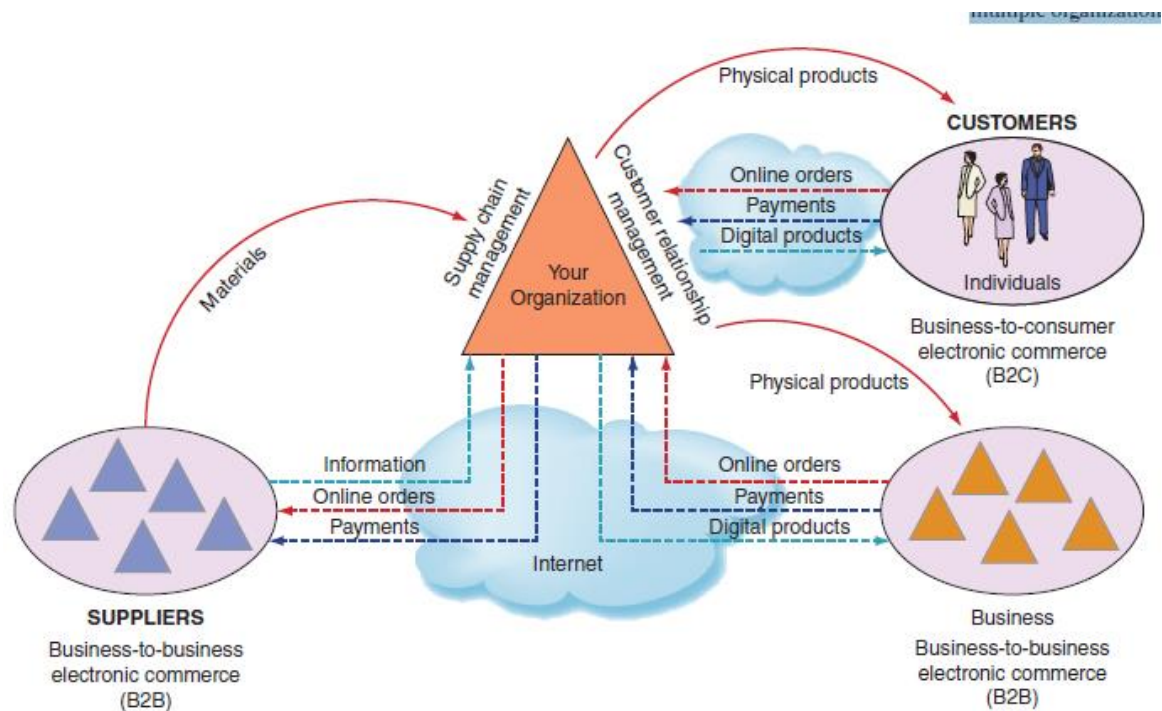 multiple organization
Physical products
CUSTOMERS
Online orders
Payments
Digital products
Individuals
Business-to-consumer
electronic commerce
(B2C)
Supply chain
management
Customer relationship
management
Your
Organization
Materials
Physical products
Information
Online orders
Payments
Online orders
Payments
Digital products
Internet
SUPPLIERS
Business-to-business
electronic commerce
(B2B)
Business
Business-to-business
electronic commerce
(B2B)